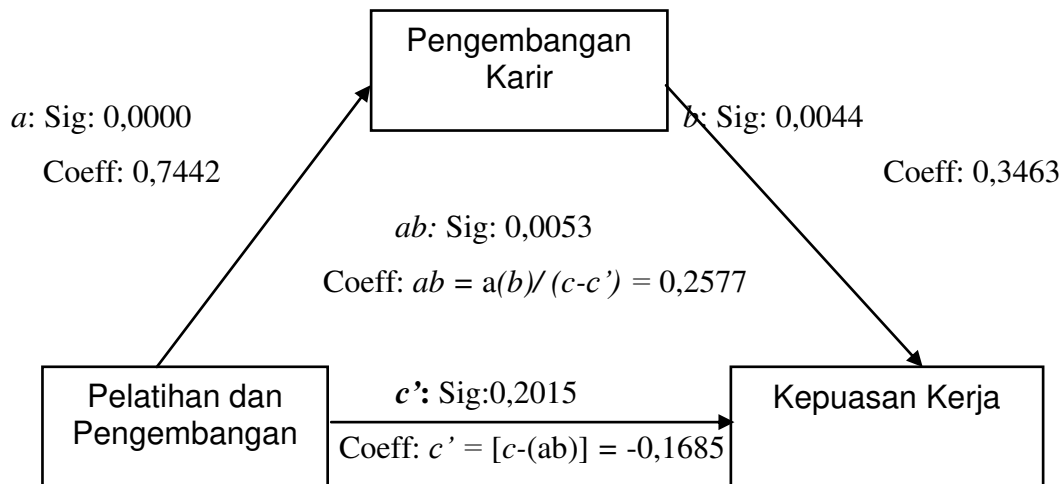 Pengembangan
Karir
a: Sig: 0,0000
Coeff: 0,7442
b: Sig: 0,0044
Coeff: 0,3463
ab: Sig: 0,0053
Coeff: ab = a(b)/ (c-c’) = 0,2577
Pelatihan dan
Pengembangan
c’: Sig:0,2015
Coeff: c’ = [c-(ab)] = -0,1685
Kepuasan Kerja